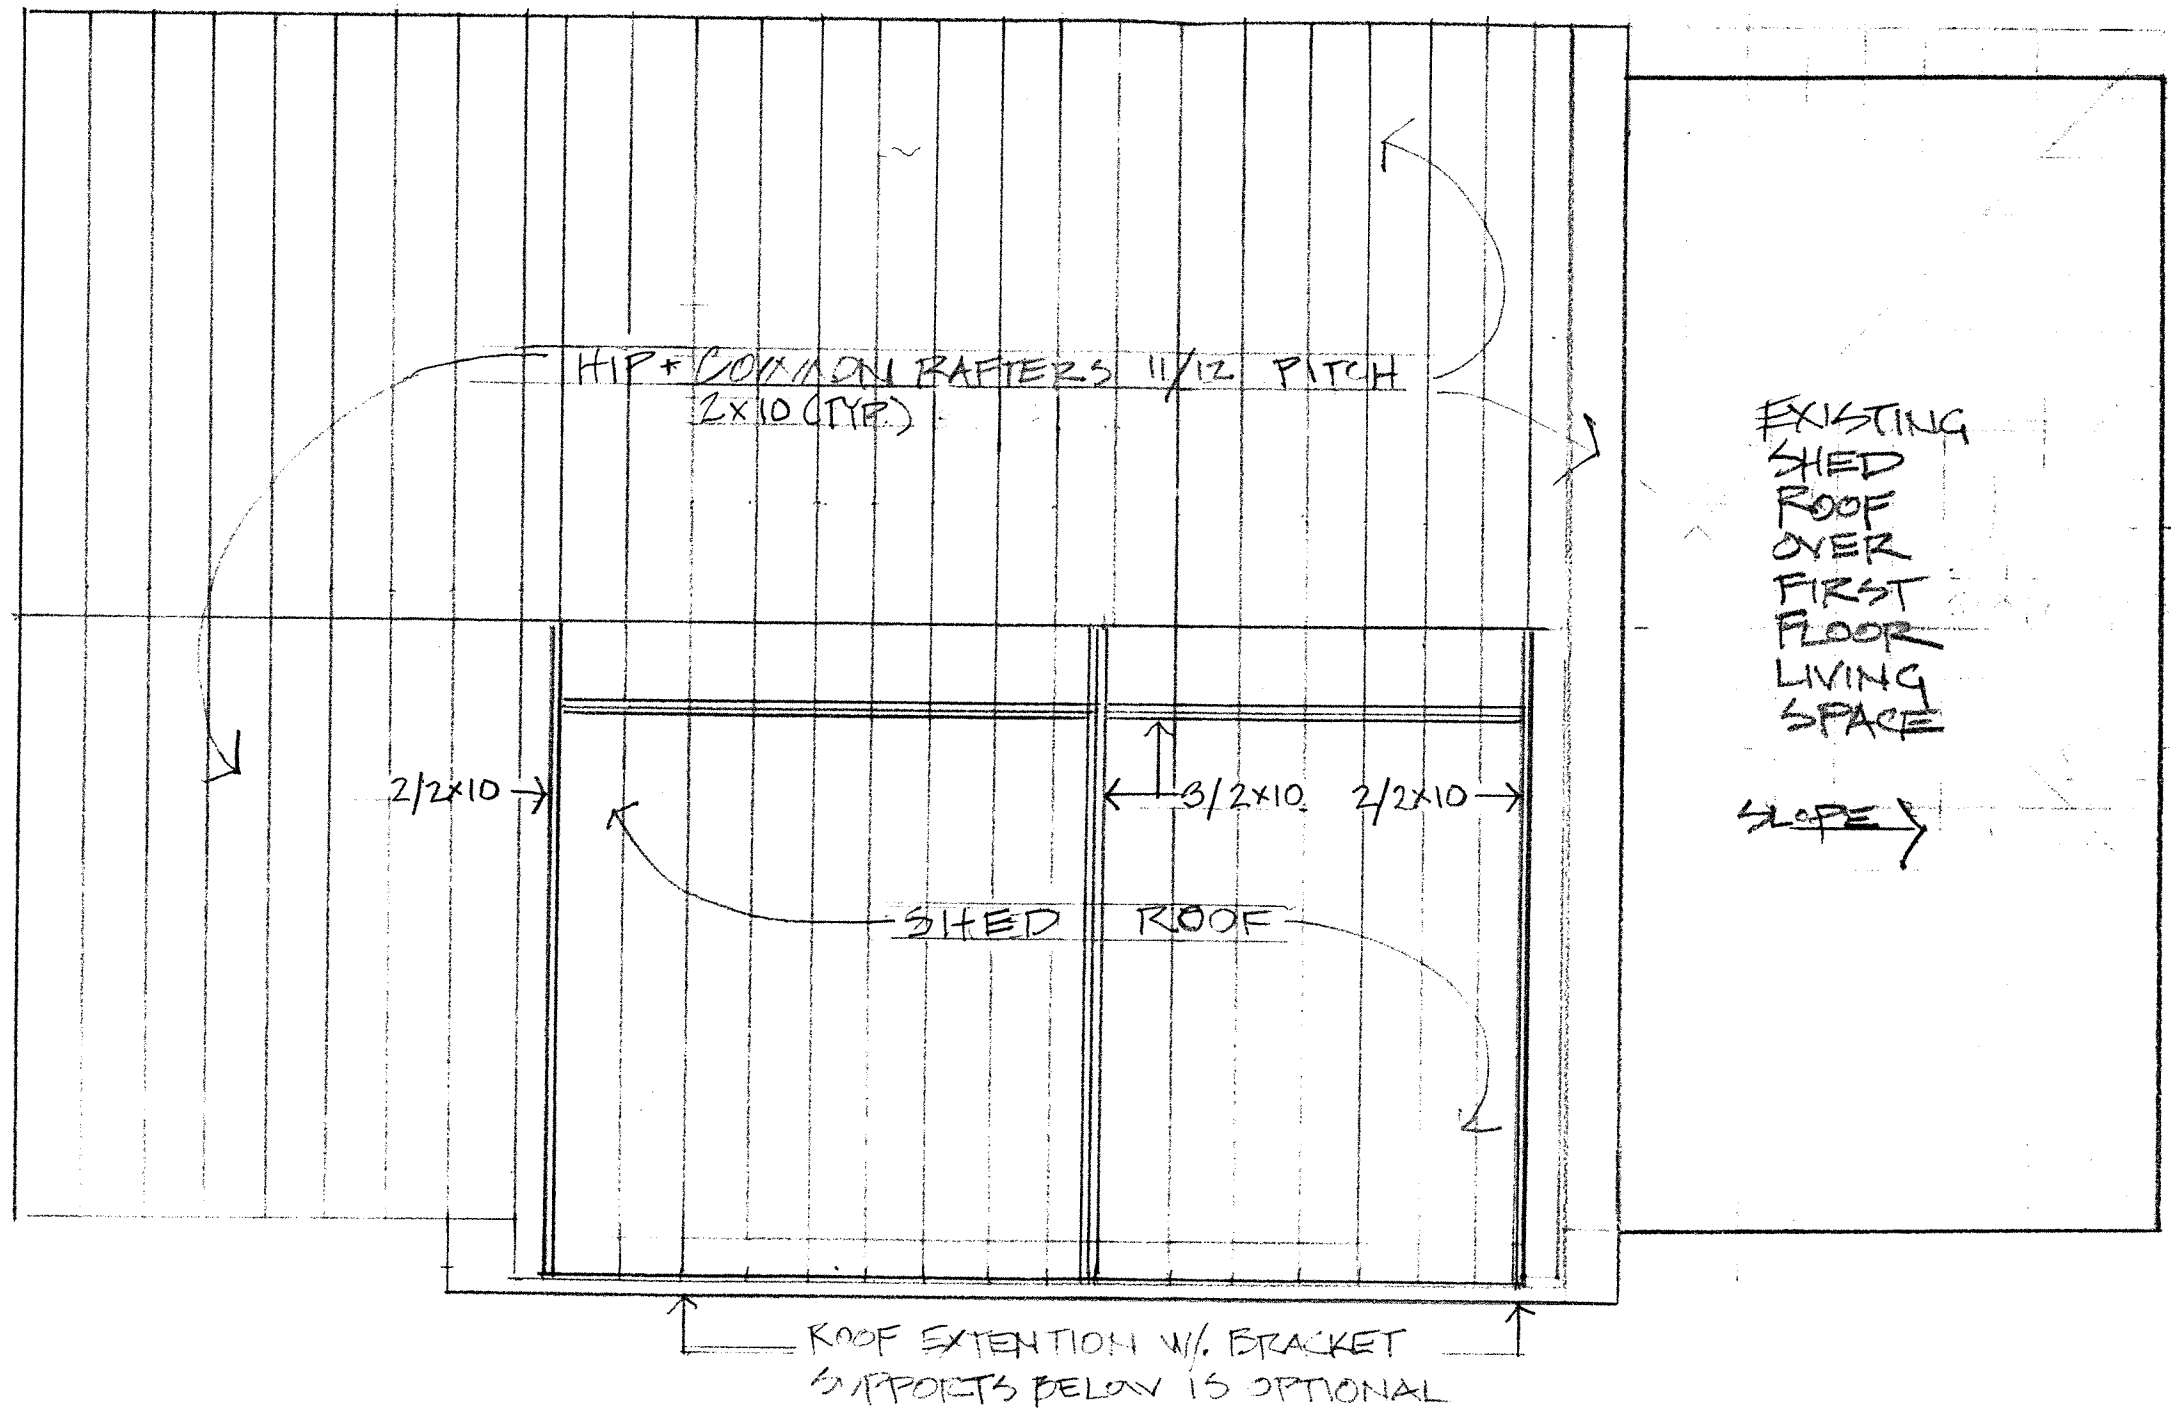 HIP + COMMON RAFTERS 11/12 PITCH
2x10 (TYP.)
EXISTING
SHED
ROOF
OVER
FIRST
FLOOR
LIVING
SPACE
SLOPE
2/2x10
3/2x10
2/2x10
SHED ROOF
ROOF EXTENTION W/. BRACKET
SUPPORTS BELOW IS OPTIONAL